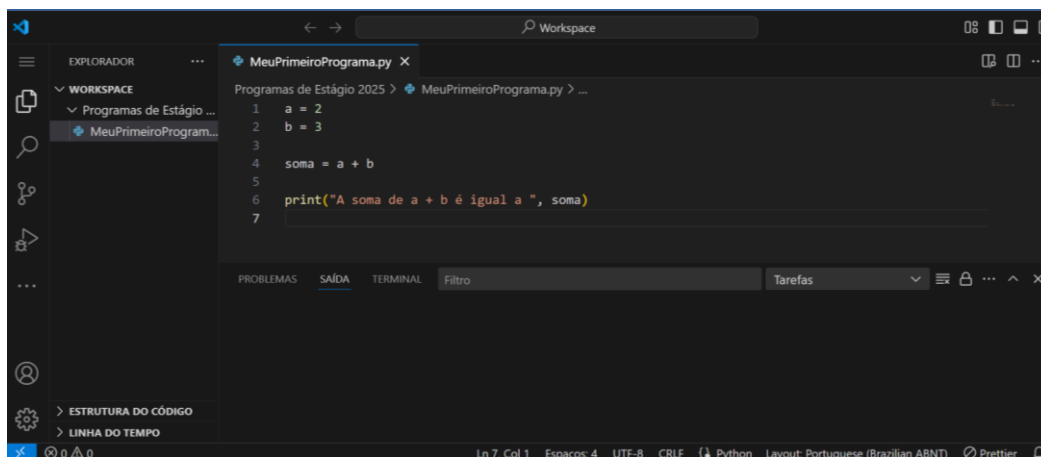 Workspace
EXPLORADOR ...
MeuPrimeiroPrograma.py
WORKSPACE
Programas de Estágio ...
MeuPrimeiroProgram...
Programas de Estágio 2025 > MeuPrimeiroPrograma.py > ...
1 a = 2
2 b = 3
3
4 soma = a + b
5
6 print("A soma de a + b é igual a ", soma)
7
PROBLEMAS SAÍDA TERMINAL Filtro Tarefas
ESTRUTURA DO CÓDIGO
LINHA DO TEMPO
0 0 Ln 7, Col 1 Espaços: 4 UTF-8 CRLF Python Layout: Portuguese (Brazilian ABNT) Prettier